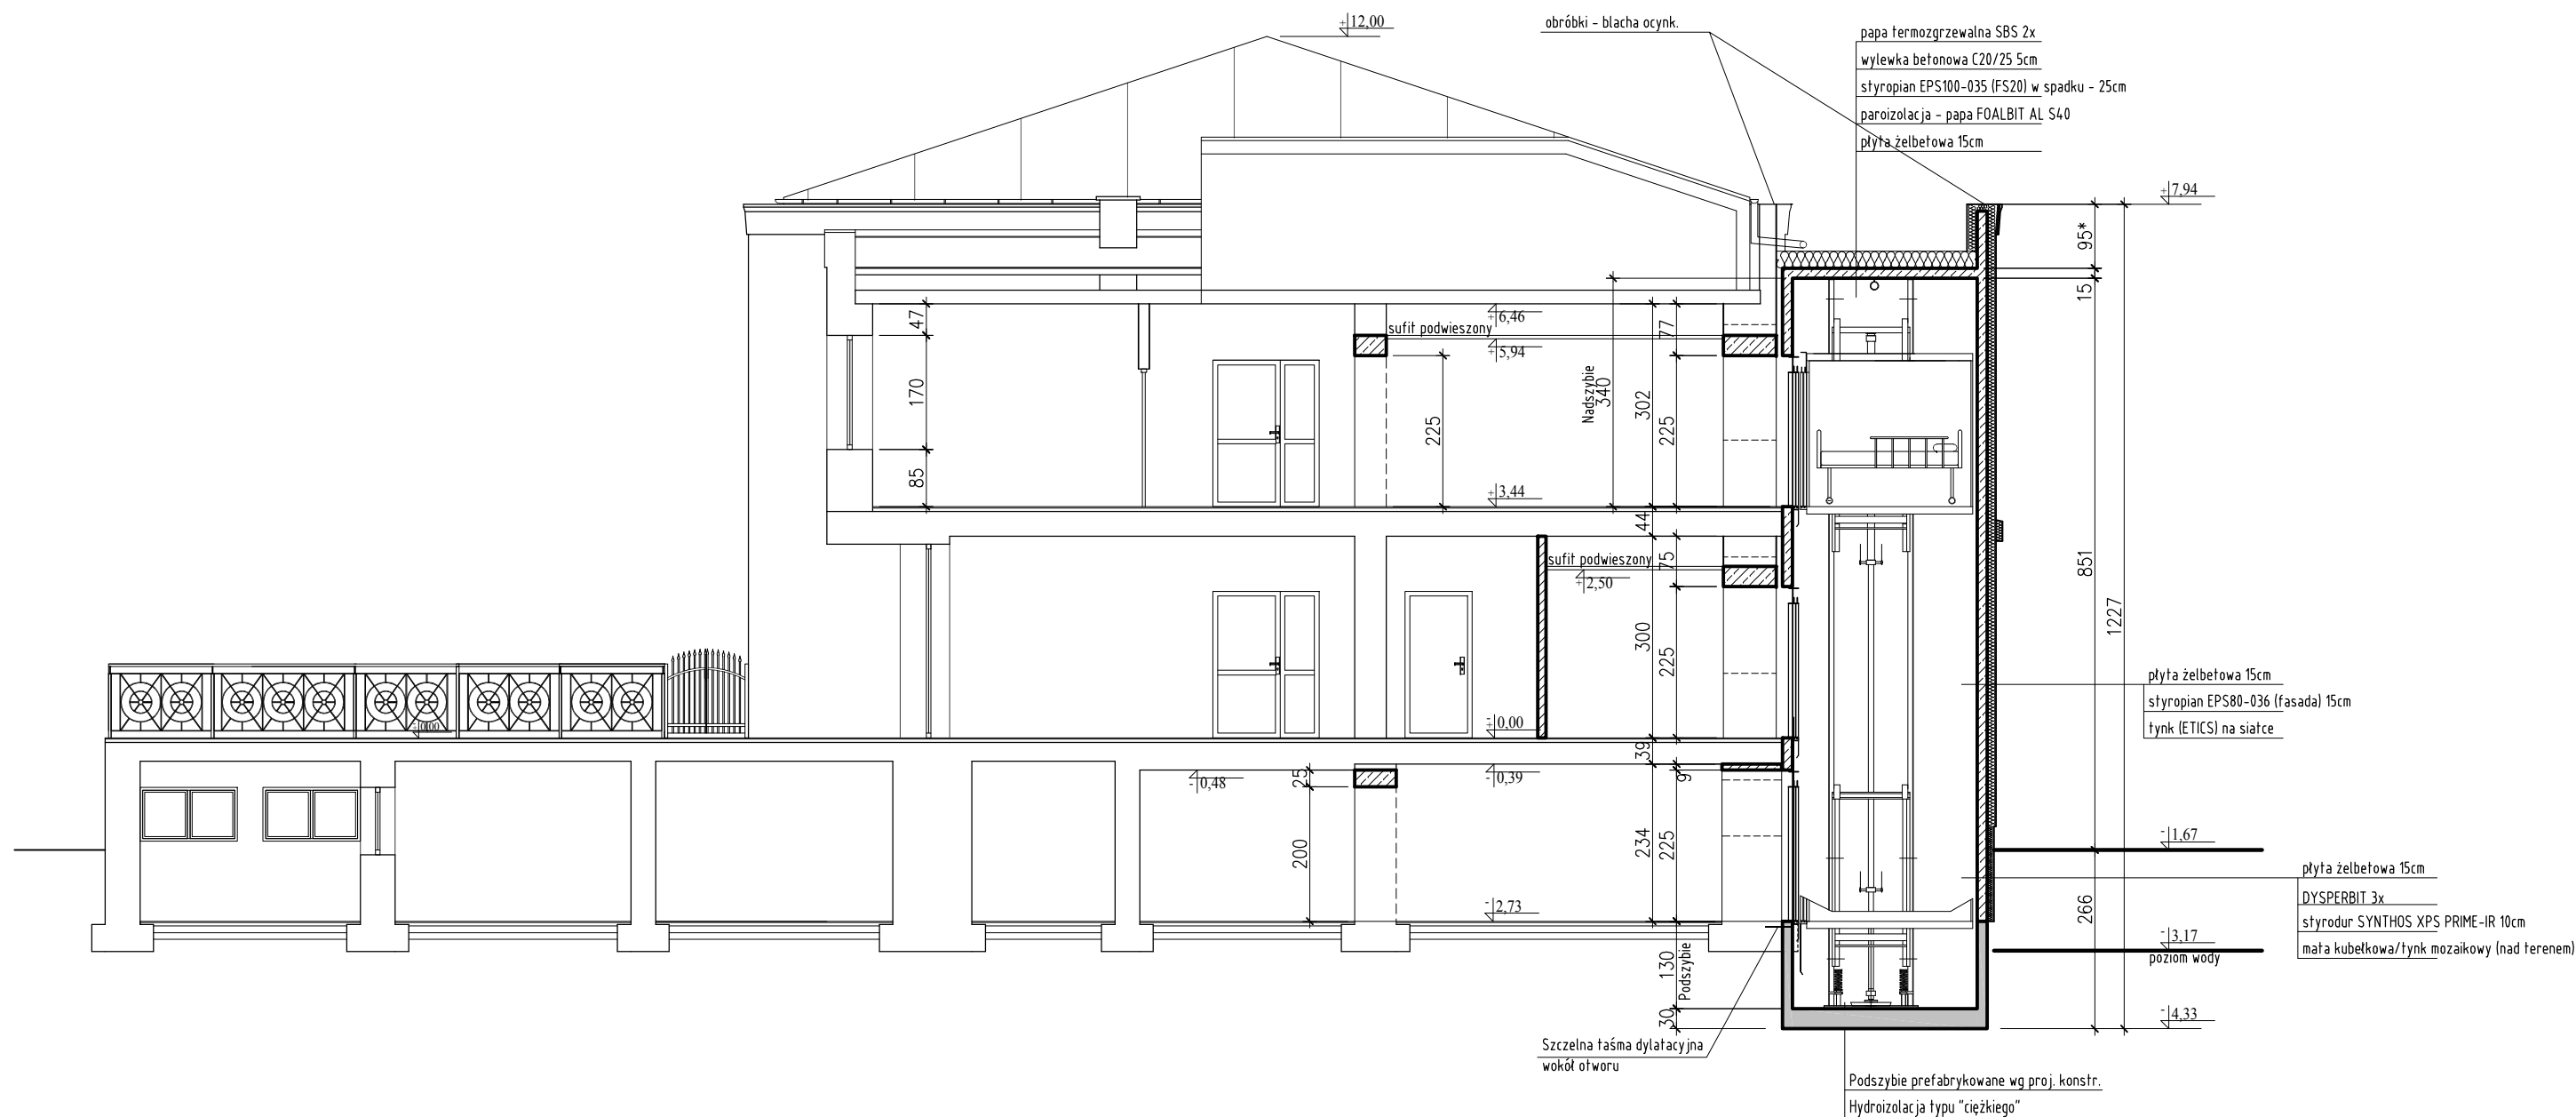 +12,00
obróbki - blacha ocynk.
papa termozgrzewalna SBS 2x
wylewka betonowa C20/25 5cm
styropian EPS100-035 (FS20) w spadku - 25cm
paroizolacja - papa FOALBIT AL S40
płyta żelbetowa 15cm
+7,94
95*
15
851
1227
266
47
170
85
sufit podwieszony
+6,46
+5,94
225
+3,44
Nadszybie
340
302
77
225
44
sufit podwieszony
+2,50
75
300
225
±0,00
±0,00
39
9
-0,48
25
200
-0,39
234
225
-2,73
130
Podszybie
30
płyta żelbetowa 15cm
styropian EPS80-036 (fasada) 15cm
tynk (ETICS) na siatce
-1,67
płyta żelbetowa 15cm
DYSPERBIT 3x
styrodur SYNTHOS XPS PRIME-IR 10cm
mata kubełkowa/tynk mozaikowy (nad terenem)
-3,17
poziom wody
-4,33
Szczelna taśma dylatacyjna
wokół otworu
Podszybie prefabrykowane wg proj. konstr.
Hydroizolacja typu "ciężkiego"